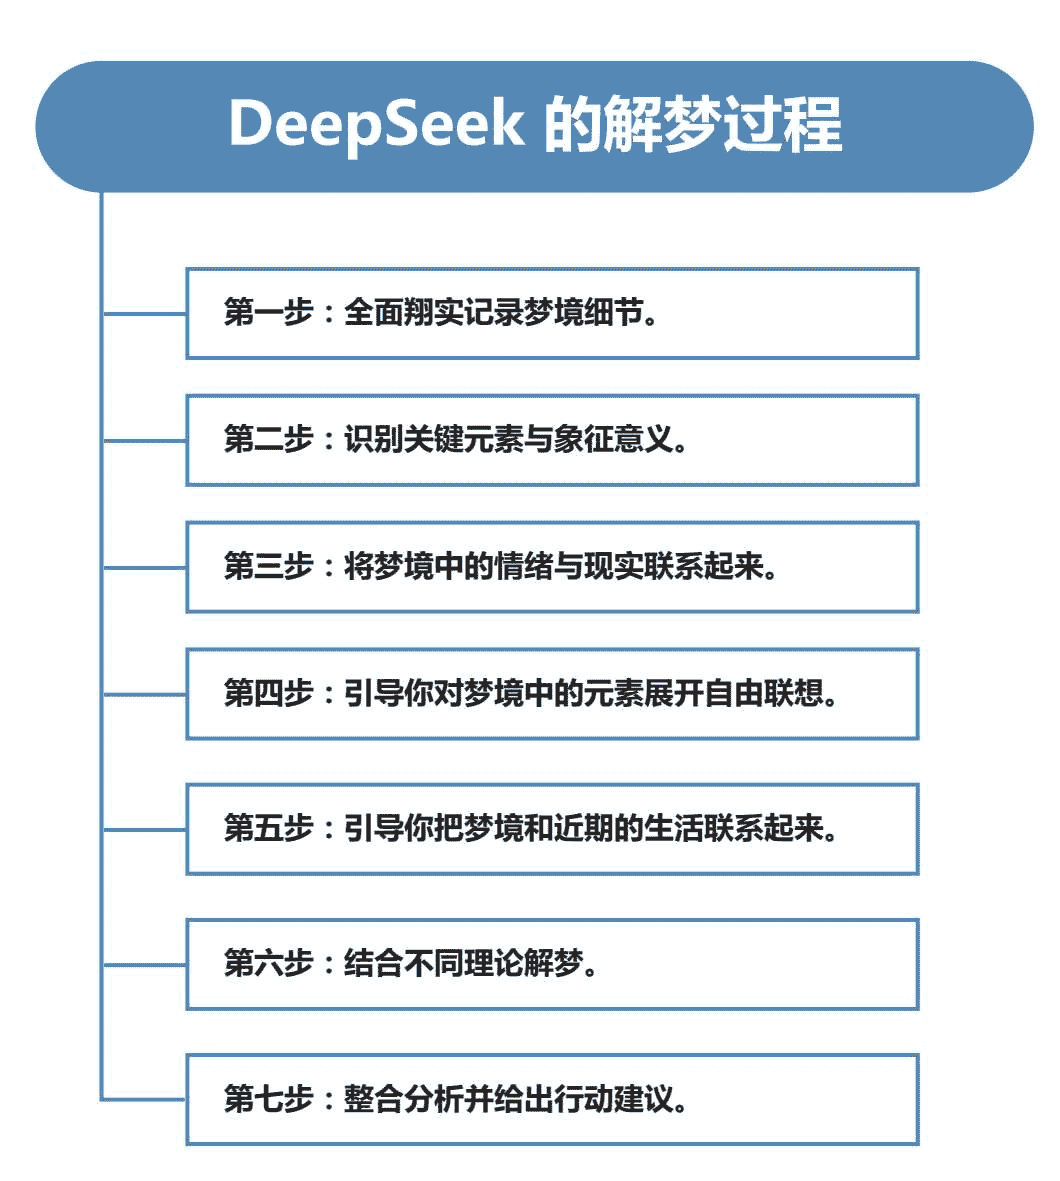 DeepSeek 的解梦过程
第一步：全面翔实记录梦境细节。
第二步：识别关键元素与象征意义。
第三步：将梦境中的情绪与现实联系起来。
第四步：引导你对梦境中的元素展开自由联想。
第五步：引导你把梦境和近期的生活联系起来。
第六步：结合不同理论解梦。
第七步：整合分析并给出行动建议。